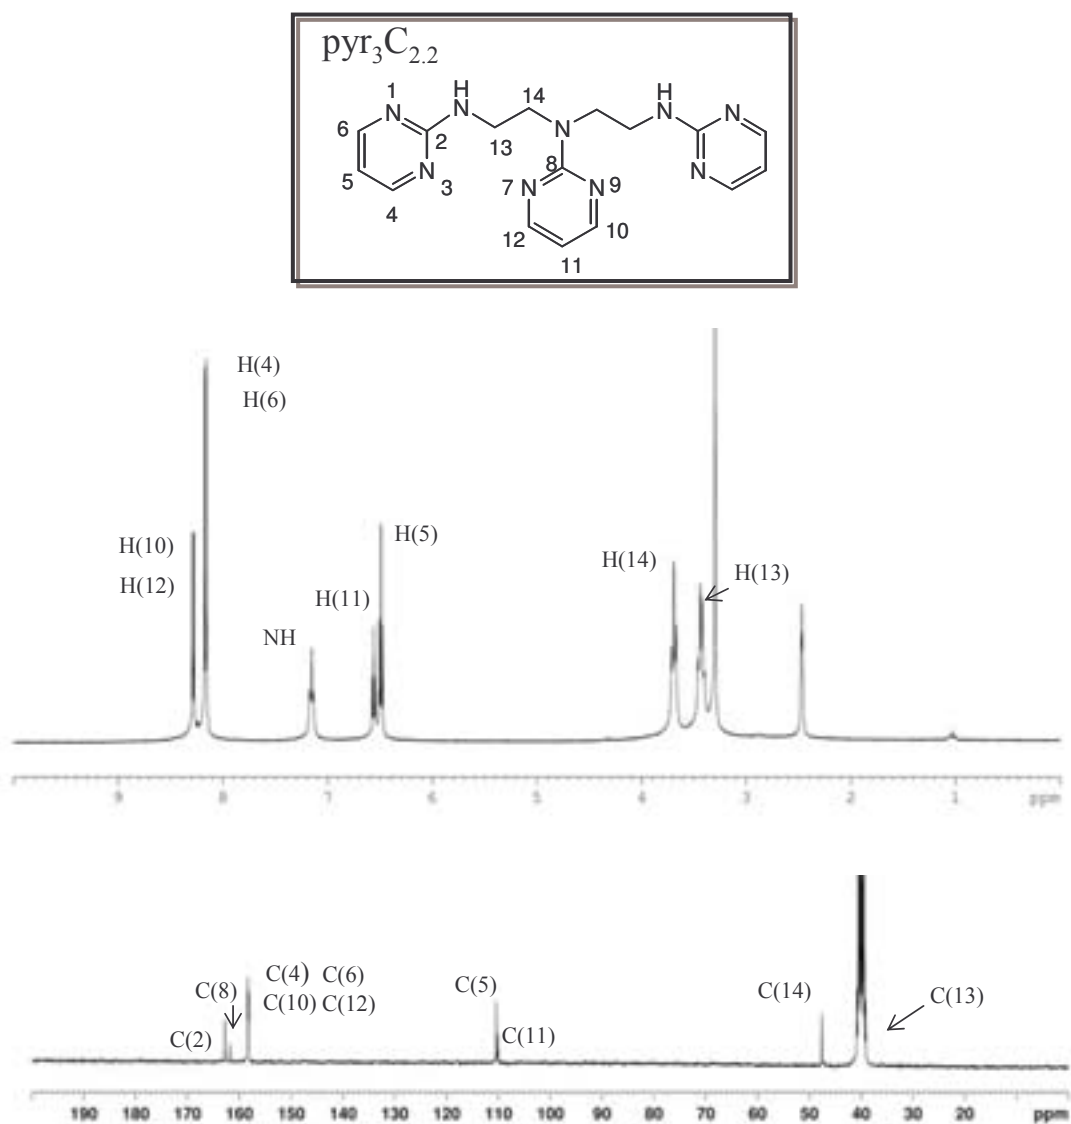 pyr₃C₂.₂
H H
1 N NH 14 N
6 2 N
5 N 3 13 8 N
4 7 N N 9
12 10
11
H(4)
H(6)
H(10)
H(12)
H(5)
H(11)
NH
H(14)
H(13)
9 8 7 6 5 4 3 2 1 ppm
C(4) C(6)
C(8) C(10) C(12)
C(2)
C(5)
C(11)
C(14)
C(13)
190 180 170 160 150 140 130 120 110 100 90 80 70 60 50 40 30 20 ppm